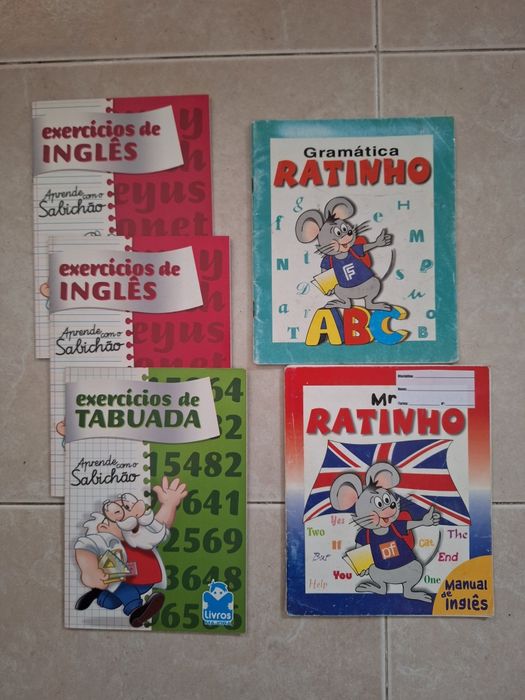 exercícios de
INGLÊS
Aprende com o
Sabichão
exercícios de
INGLÊS
Aprende com o
Sabichão
exercícios de
TABUADA
Aprende com o
Sabichão
15482
2569
3648
Livros
Gramática
RATINHO
ABC
Mr
RATINHO
Yes
Two
The
If
Cat
But
End
You
One
Help
Manual
de
Inglês